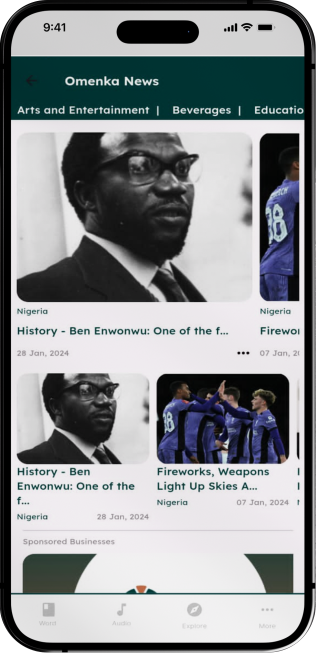 9:41
Omenka News
Arts and Entertainment | Beverages | Educatio
Nigeria
Nigeria
History - Ben Enwonwu: One of the f...
Firewor
28 Jan, 2024
07 Jan, 20
History - Ben
Enwonwu: One of the
f...
Nigeria
28 Jan, 2024
Fireworks, Weapons
Light Up Skies A...
Nigeria
07 Jan, 2024
Sponsored Businesses
Word
Audio
Explore
More